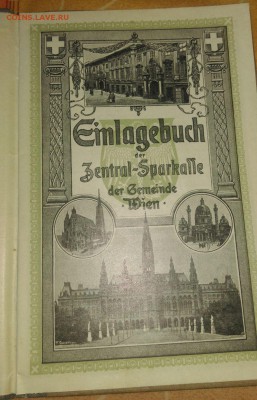 COINS.LAVE.RU
Einlagebuch
der
Zentral-Sparkasse
der Gemeinde
·Wien·